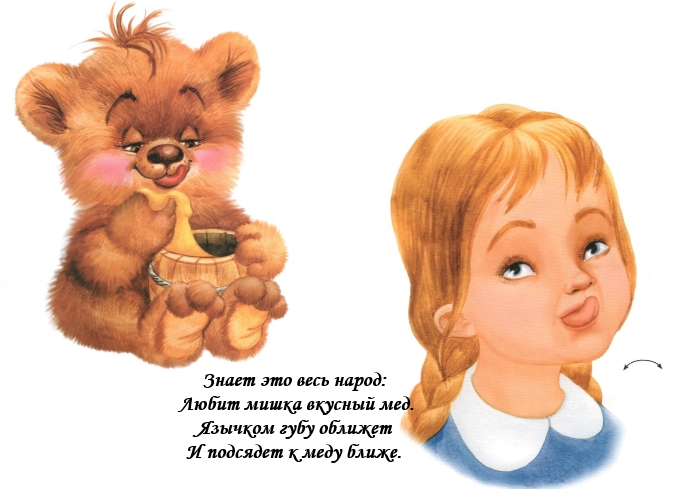 Знает это весь народ:
Любит мишка вкусный мед.
Язычком губу оближет
И подсядет к меду ближе.